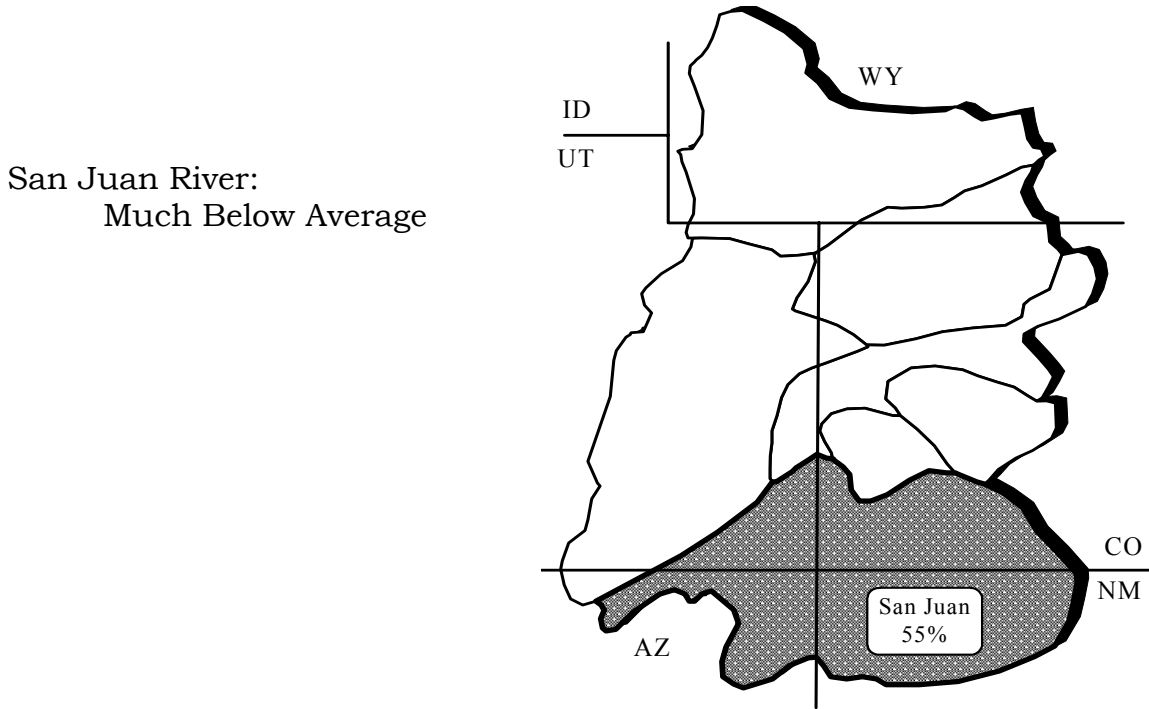 San Juan River:
Much Below Average
WY
ID
UT
CO
NM
San Juan
55%
AZ